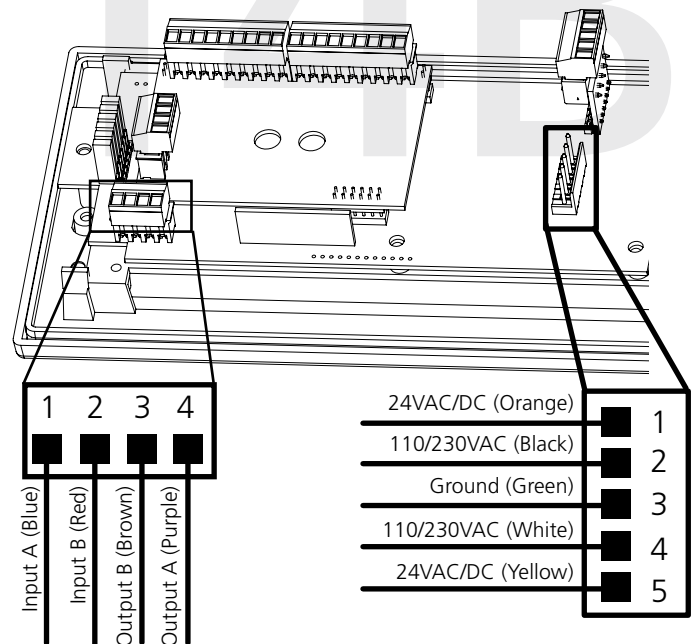 14B
1 2 3 4
Input A (Blue)
Input B (Red)
Output B (Brown)
Output A (Purple)
24VAC/DC (Orange) 1
110/230VAC (Black) 2
Ground (Green) 3
110/230VAC (White) 4
24VAC/DC (Yellow) 5